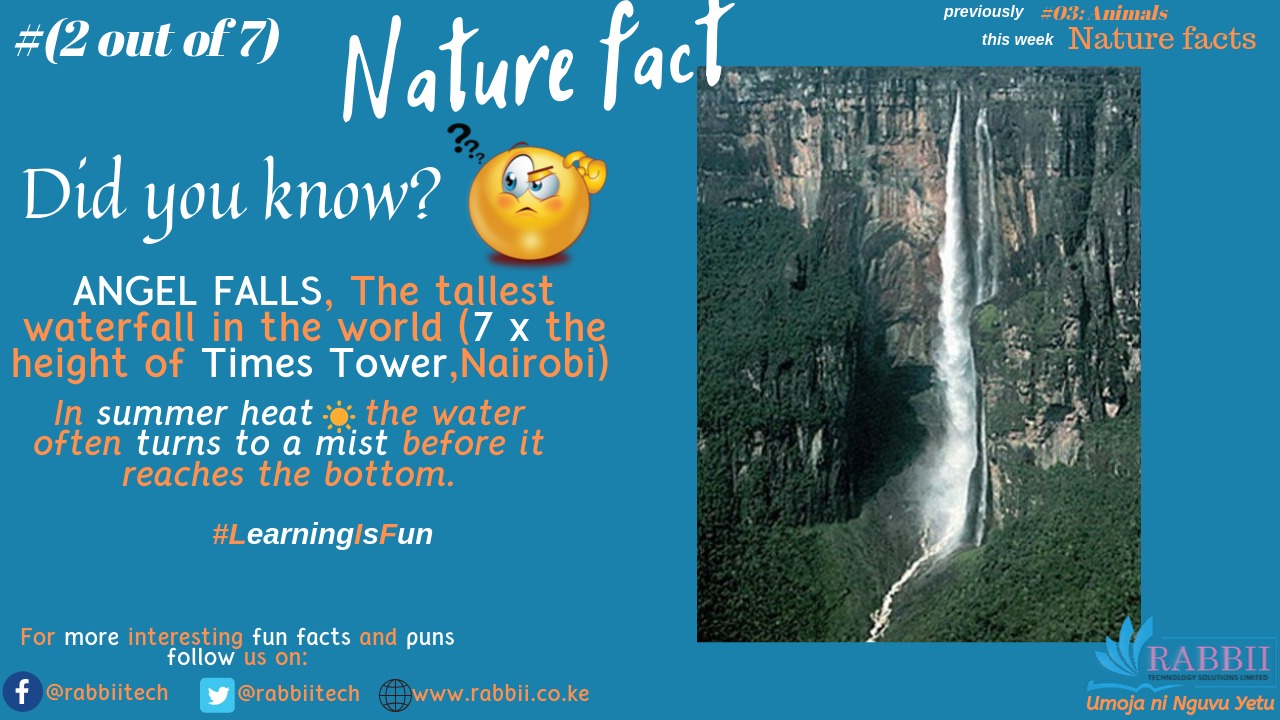 #(2 out of 7)
Nature fact
previously #03: Animals
this week Nature facts
Did you know?
???
ANGEL FALLS, The tallest
waterfall in the world (7 x the
height of Times Tower,Nairobi)
In summer heat the water
often turns to a mist before it
reaches the bottom.
#LearningIsFun
For more interesting fun facts and puns
follow us on:
@rabbiitech @rabbiitech www.rabbii.co.ke
RABBII
TECHNOLOGY SOLUTIONS LIMITED
Umoja ni Nguvu Yetu